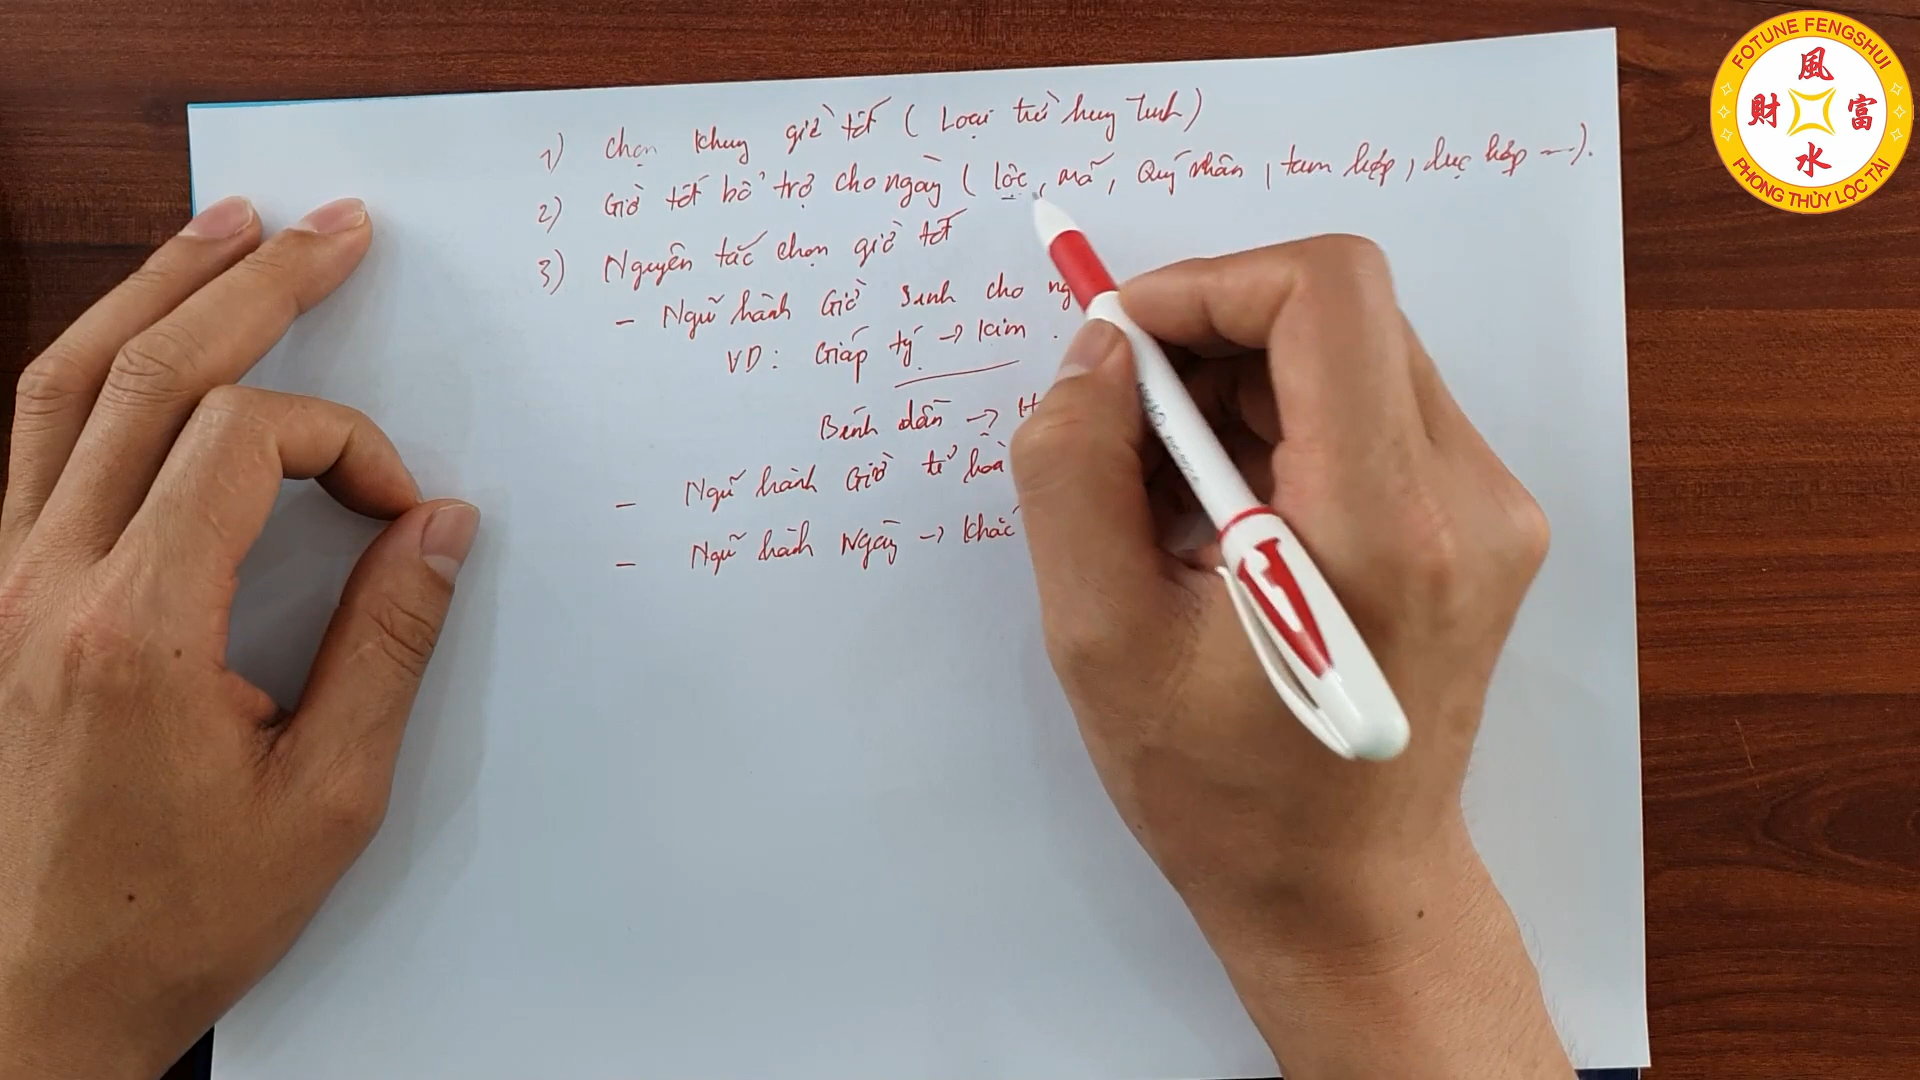 1) Chọn khung giờ tốt ( Loại trừ hung tinh )
2) Giờ tốt bổ trợ cho ngày ( lộc, mã, Quý nhân, tam hợp, lục hợp ...).
3) Nguyên tắc chọn giờ tốt
- Ngũ hành Giờ sinh cho ng
VD: Giáp tý → kim .
Bính dần → H
- Ngũ hành Giờ tỷ hoà
- Ngũ hành Ngày → khắc
FOTUNE FENGSHUI
風
財 富
水
PHONG THỦY LỘC TÀI